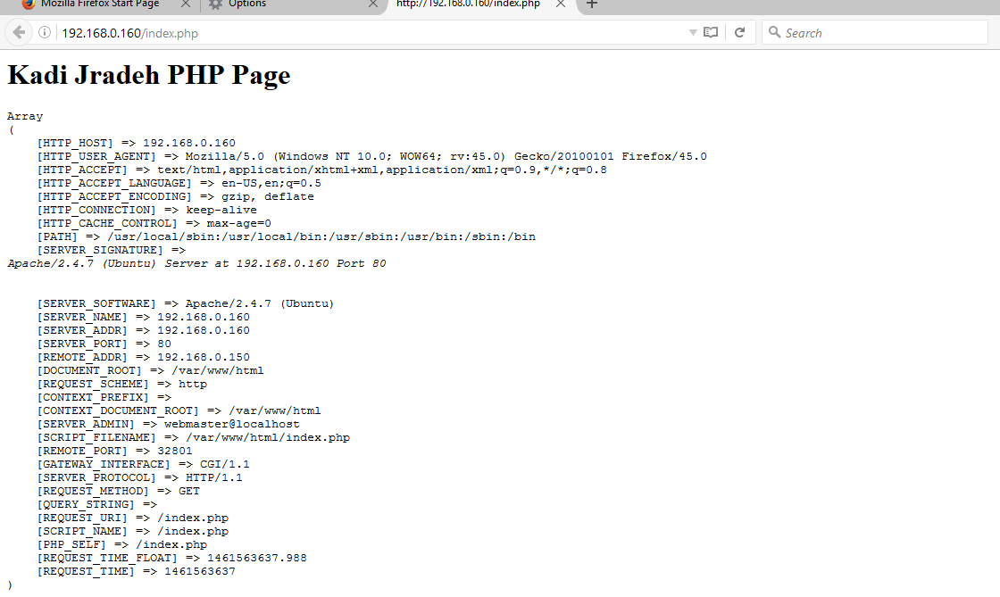 Mozilla Firefox Start Page
Options
http://192.168.0.160/index.php
192.168.0.160/index.php
Search
Kadi Jradeh PHP Page
Array
(
[HTTP_HOST] => 192.168.0.160
[HTTP_USER_AGENT] => Mozilla/5.0 (Windows NT 10.0; WOW64; rv:45.0) Gecko/20100101 Firefox/45.0
[HTTP_ACCEPT] => text/html,application/xhtml+xml,application/xml;q=0.9,*/*;q=0.8
[HTTP_ACCEPT_LANGUAGE] => en-US,en;q=0.5
[HTTP_ACCEPT_ENCODING] => gzip, deflate
[HTTP_CONNECTION] => keep-alive
[HTTP_CACHE_CONTROL] => max-age=0
[PATH] => /usr/local/sbin:/usr/local/bin:/usr/sbin:/usr/bin:/sbin:/bin
[SERVER_SIGNATURE] =>
Apache/2.4.7 (Ubuntu) Server at 192.168.0.160 Port 80
[SERVER_SOFTWARE] => Apache/2.4.7 (Ubuntu)
[SERVER_NAME] => 192.168.0.160
[SERVER_ADDR] => 192.168.0.160
[SERVER_PORT] => 80
[REMOTE_ADDR] => 192.168.0.150
[DOCUMENT_ROOT] => /var/www/html
[REQUEST_SCHEME] => http
[CONTEXT_PREFIX] =>
[CONTEXT_DOCUMENT_ROOT] => /var/www/html
[SERVER_ADMIN] => webmaster@localhost
[SCRIPT_FILENAME] => /var/www/html/index.php
[REMOTE_PORT] => 32801
[GATEWAY_INTERFACE] => CGI/1.1
[SERVER_PROTOCOL] => HTTP/1.1
[REQUEST_METHOD] => GET
[QUERY_STRING] =>
[REQUEST_URI] => /index.php
[SCRIPT_NAME] => /index.php
[PHP_SELF] => /index.php
[REQUEST_TIME_FLOAT] => 1461563637.988
[REQUEST_TIME] => 1461563637
)